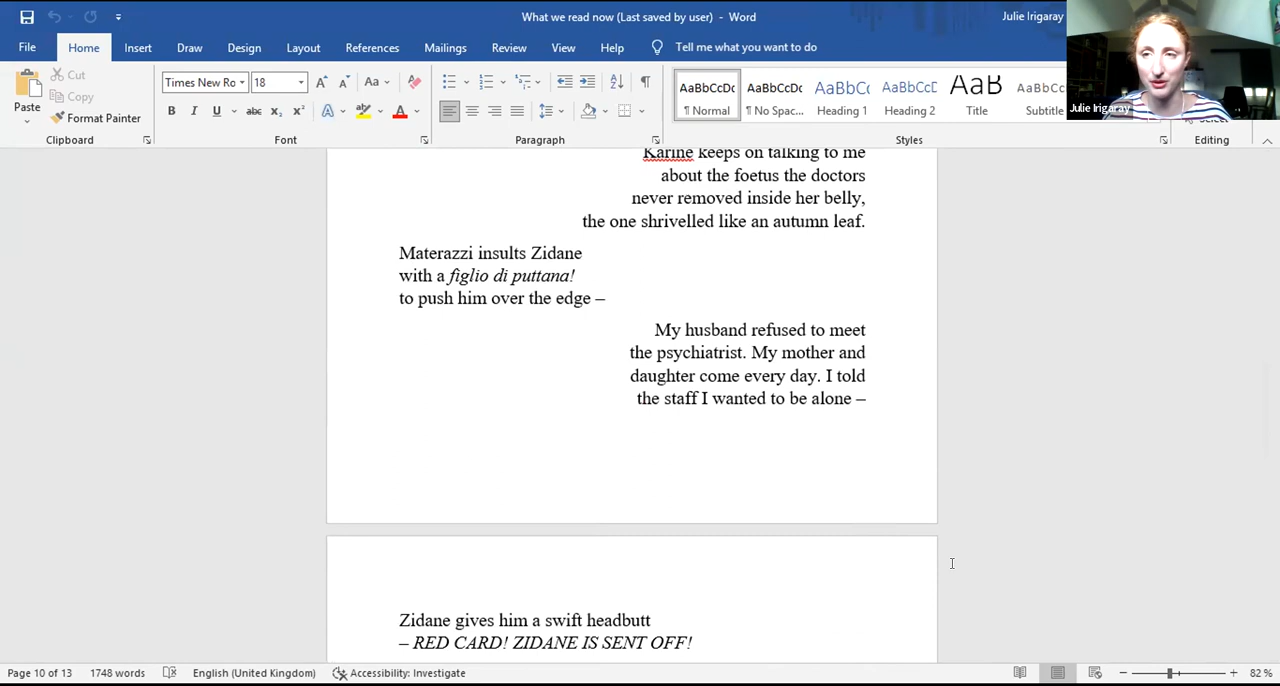 What we read now (Last saved by user) - Word
Julie Irigaray
File Home Insert Draw Design Layout References Mailings Review View Help Tell me what you want to do
Paste
Cut
Copy
Format Painter
Clipboard
Times New Ro
18
Font
Paragraph
AaBbCcDc
¶ Normal
AaBbCcDc
¶ No Spac...
AaBbCc
Heading 1
AaBbCcD
Heading 2
AaB
Title
AaBbCc
Subtitle
Styles
Editing
Julie Irigaray
Karine keeps on talking to me
about the foetus the doctors
never removed inside her belly,
the one shrivelled like an autumn leaf.
Materazzi insults Zidane
with a figlio di puttana!
to push him over the edge –
My husband refused to meet
the psychiatrist. My mother and
daughter come every day. I told
the staff I wanted to be alone –
Zidane gives him a swift headbutt
– RED CARD! ZIDANE IS SENT OFF!
Page 10 of 13 1748 words English (United Kingdom) Accessibility: Investigate 82 %